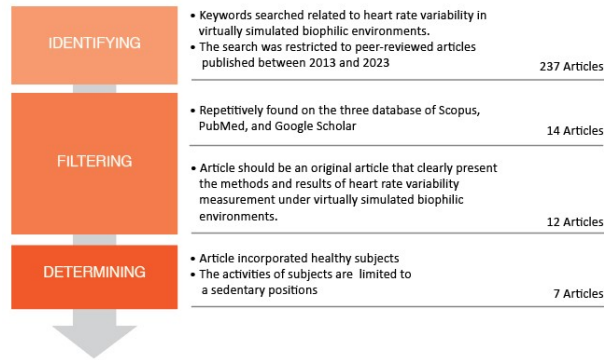 IDENTIFYING
• Keywords searched related to heart rate variability in
virtually simulated biophilic environments.
• The search was restricted to peer-reviewed articles
published between 2013 and 2023
237 Articles
FILTERING
• Repetitively found on the three database of Scopus,
PubMed, and Google Scholar
14 Articles
• Article should be an original article that clearly present
the methods and results of heart rate variability
measurement under virtually simulated biophilic
environments.
12 Articles
DETERMINING
• Article incorporated healthy subjects
• The activities of subjects are limited to
a sedentary positions
7 Articles